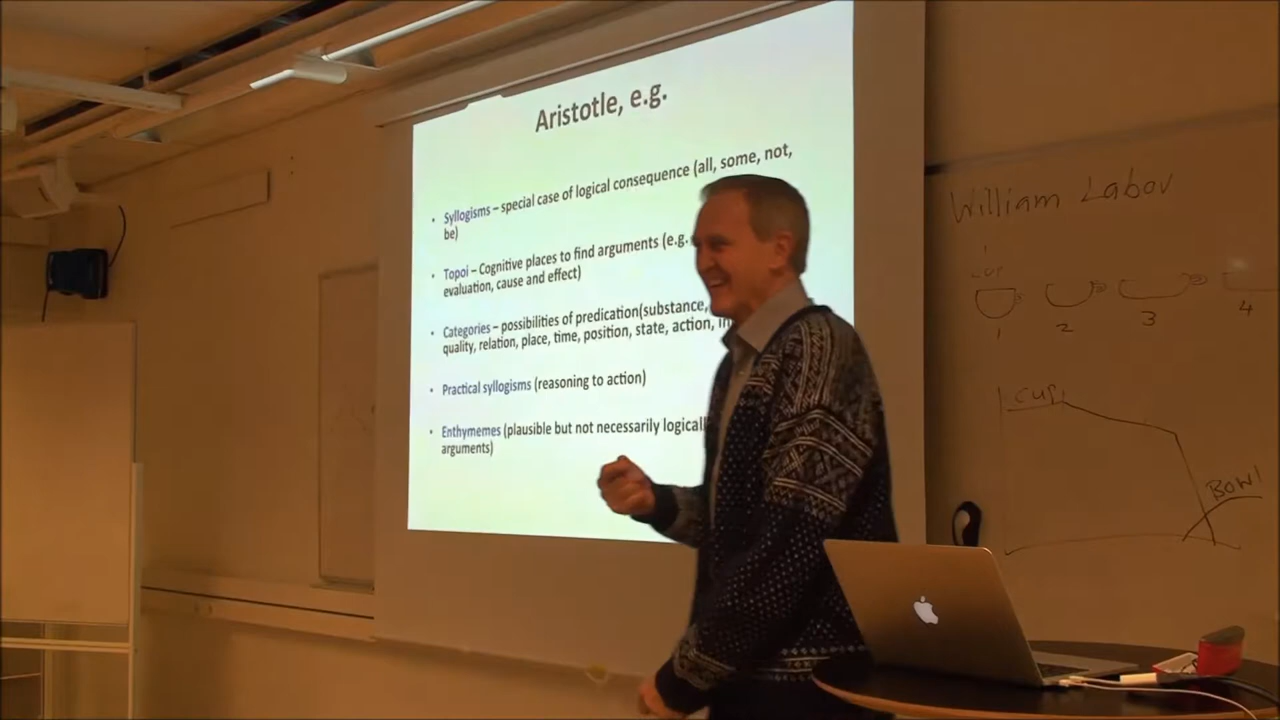 Aristotle, e.g.
• Syllogisms – special case of logical consequence (all, some, not,
be)
• Topoi – Cognitive places to find arguments (e.g.
evaluation, cause and effect)
• Categories – possibilities of predication(substance,
quality, relation, place, time, position, state, action,
• Practical syllogisms (reasoning to action)
• Enthymemes (plausible but not necessarily logicall
arguments)
William Labov
CUP
1 2 3 4
CUP
BOWl